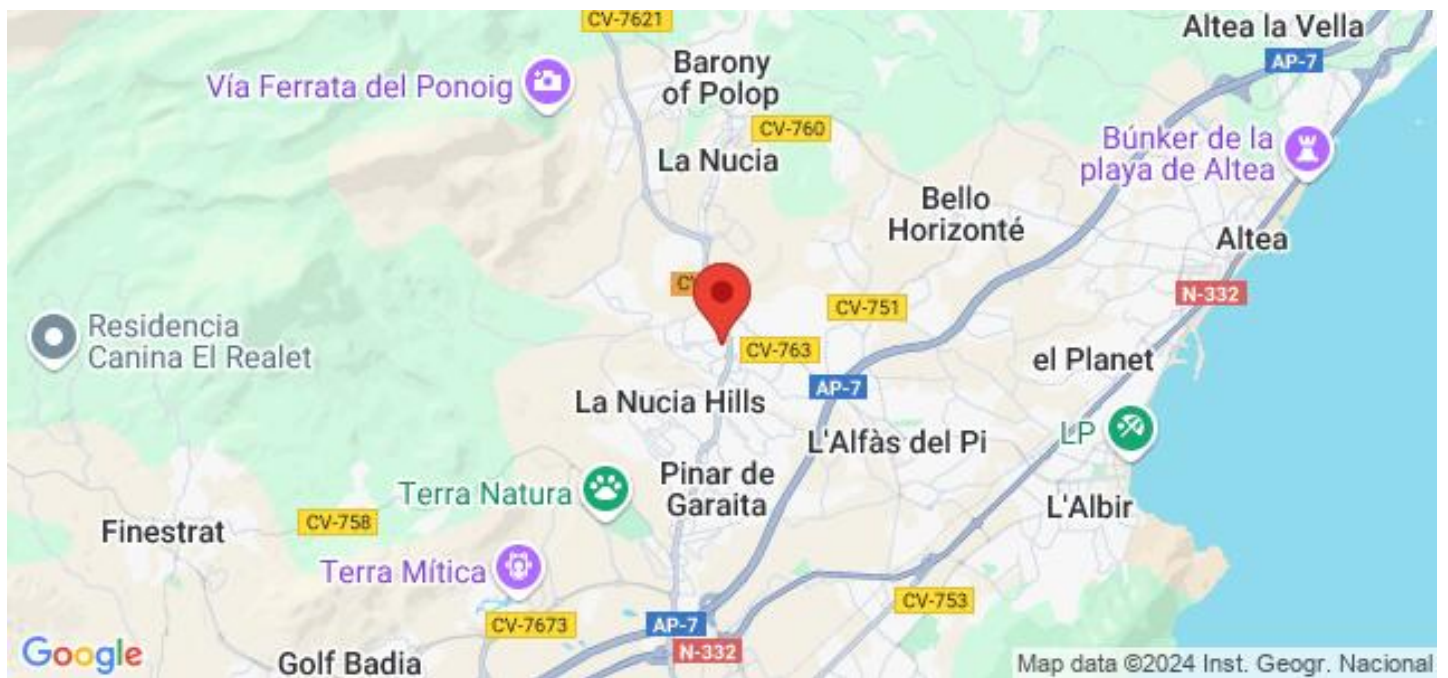 CV-7621
Altea la Vella
AP-7
Barony
of Polop
Vía Ferrata del Ponoig
CV-760
Búnker de la
playa de Altea
La Nucia
Bello
Horizonté
Altea
N-332
CV-751
Residencia
Canina El Realet
CV-763
el Planet
AP-7
La Nucia Hills
L'Alfàs del Pi
LP
Pinar de
Garaita
Terra Natura
L'Albir
CV-758
Finestrat
Terra Mítica
CV-753
CV-7673
AP-7
N-332
Google
Golf Badia
Map data ©2024 Inst. Geogr. Nacional